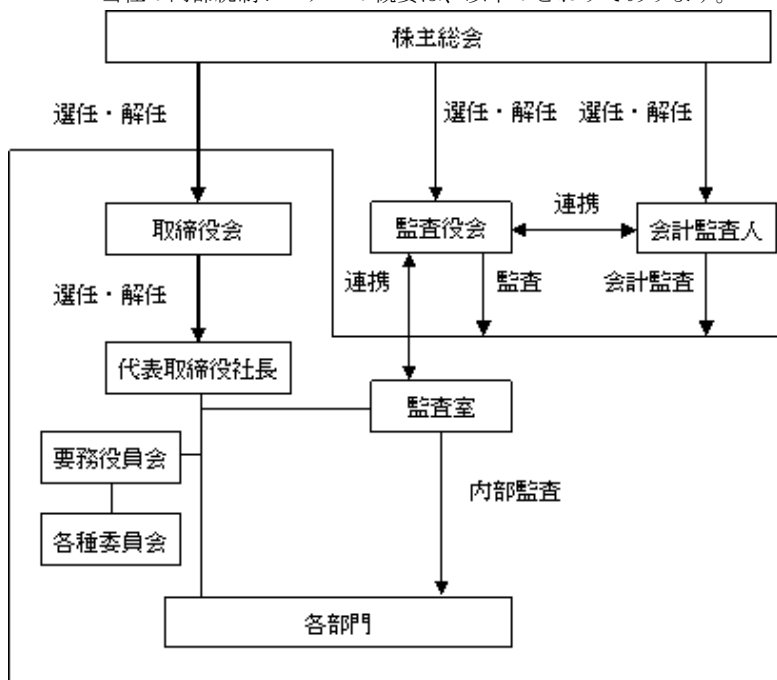 株主総会
選任・解任
選任・解任 選任・解任
取締役会
監査役会
連携
会計監査人
選任・解任
連携
監査
会計監査
代表取締役社長
監査室
要務役員会
内部監査
各種委員会
各部門